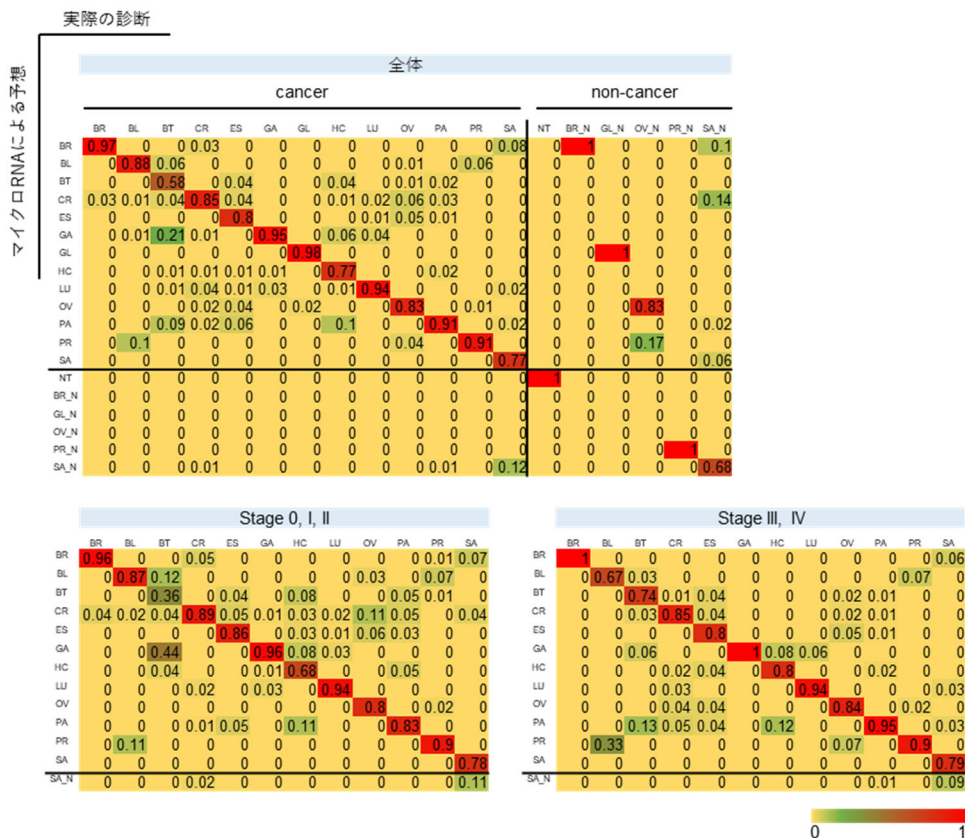 実際の診断
マイクロRNAによる予想
全体
cancer non-cancer
BR BL BT CR ES GA GL HC LU OV PA PR SA NT BR_N GL_N OV_N PR_N SA_N
BR 0.97 0 0 0.03 0 0 0 0 0 0 0 0 0.08 0 1 0 0 0 0.1
BL 0 0.88 0.06 0 0 0 0 0 0 0.01 0 0.06 0 0 0 0 0 0 0
BT 0 0 0.58 0 0.04 0 0 0.04 0 0.01 0.02 0 0 0 0 0 0 0 0
CR 0.03 0.01 0.04 0.85 0.04 0 0 0.01 0.02 0.06 0.03 0 0 0 0 0 0 0 0.14
ES 0 0 0 0 0.8 0 0 0 0.01 0.05 0.01 0 0 0 0 0 0 0 0
GA 0 0.01 0.21 0.01 0 0.95 0 0.06 0.04 0 0 0 0 0 0 0 0 0 0
GL 0 0 0 0 0 0 0.98 0 0 0 0 0 0 0 0 1 0 0 0
HC 0 0 0.01 0.01 0.01 0.01 0 0.77 0 0 0.02 0 0 0 0 0 0 0 0
LU 0 0 0.01 0.04 0.01 0.03 0 0.01 0.94 0 0 0 0.02 0 0 0 0 0 0
OV 0 0 0 0.02 0.04 0 0.02 0 0 0.83 0 0.01 0 0 0 0 0.83 0 0
PA 0 0 0.09 0.02 0.06 0 0 0.1 0 0 0.91 0 0.02 0 0 0 0 0 0.02
PR 0 0.1 0 0 0 0 0 0 0 0.04 0 0.91 0 0 0 0 0.17 0 0
SA 0 0 0 0 0 0 0 0 0 0 0 0 0.77 0 0 0 0 0 0.06
NT 0 0 0 0 0 0 0 0 0 0 0 0 0 1 0 0 0 0 0
BR_N 0 0 0 0 0 0 0 0 0 0 0 0 0 0 0 0 0 0 0
GL_N 0 0 0 0 0 0 0 0 0 0 0 0 0 0 0 0 0 0 0
OV_N 0 0 0 0 0 0 0 0 0 0 0 0 0 0 0 0 0 0 0
PR_N 0 0 0 0 0 0 0 0 0 0 0 0 0 0 0 0 0 1 0
SA_N 0 0 0 0.01 0 0 0 0 0 0 0.01 0 0.12 0 0 0 0 0 0.68
Stage 0, I, II
BR BL BT CR ES GA HC LU OV PA PR SA
BR 0.96 0 0 0.05 0 0 0 0 0 0 0.01 0.07
BL 0 0.87 0.12 0 0 0 0 0 0.03 0 0.07 0
BT 0 0 0.36 0 0.04 0 0.08 0 0 0.05 0.01 0
CR 0.04 0.02 0.04 0.89 0.05 0.01 0.03 0.02 0.11 0.05 0 0.04
ES 0 0 0 0 0.86 0 0.03 0.01 0.06 0.03 0 0
GA 0 0 0.44 0 0 0.96 0.08 0.03 0 0 0 0
HC 0 0 0.04 0 0 0.01 0.68 0 0 0.05 0 0
LU 0 0 0 0.02 0 0.03 0 0.94 0 0 0 0
OV 0 0 0 0 0 0 0 0 0.8 0 0.02 0
PA 0 0 0 0.01 0.05 0 0.11 0 0 0.83 0 0
PR 0 0.11 0 0 0 0 0 0 0 0 0.9 0
SA 0 0 0 0 0 0 0 0 0 0 0 0.78
SA_N 0 0 0 0.02 0 0 0 0 0 0 0 0.11
Stage III, IV
BR BL BT CR ES GA HC LU OV PA PR SA
BR 1 0 0 0 0 0 0 0 0 0 0 0.06
BL 0 0.67 0.03 0 0 0 0 0 0 0 0.07 0
BT 0 0 0.74 0.01 0.04 0 0 0 0.02 0.01 0 0
CR 0 0 0.03 0.85 0.04 0 0 0 0.02 0.01 0 0
ES 0 0 0 0 0.8 0 0 0 0.05 0.01 0 0
GA 0 0 0.06 0 0 1 0.08 0.06 0 0 0 0
HC 0 0 0 0.02 0.04 0 0.8 0 0 0.02 0 0
LU 0 0 0 0.03 0 0 0 0.94 0 0 0 0.03
OV 0 0 0 0.04 0.04 0 0 0 0.84 0 0.02 0
PA 0 0 0.13 0.05 0.04 0 0.12 0 0 0.95 0 0.03
PR 0 0.33 0 0 0 0 0 0 0.07 0 0.9 0
SA 0 0 0 0 0 0 0 0 0 0 0 0.79
SA_N 0 0 0 0 0 0 0 0 0 0.01 0 0.09
0 1